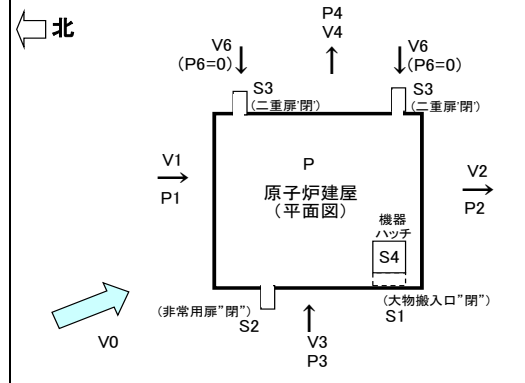 北
P4
V4
V6
(P6=0)
V6
(P6=0)
S3
(二重扉'閉')
S3
(二重扉'閉')
V1
P1
P
原子炉建屋
(平面図)
V2
P2
機器
ハッチ
S4
(非常用扉"閉")
S2
(大物搬入口"閉")
S1
V0
V3
P3